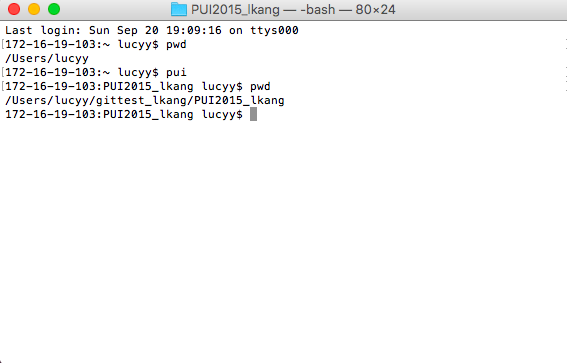 PUI2015_lkang — -bash — 80×24
Last login: Sun Sep 20 19:09:16 on ttys000
[172-16-19-103:~ lucyy$ pwd
/Users/lucyy
[172-16-19-103:~ lucyy$ pui
[172-16-19-103:PUI2015_lkang lucyy$ pwd
/Users/lucyy/gittest_lkang/PUI2015_lkang
172-16-19-103:PUI2015_lkang lucyy$